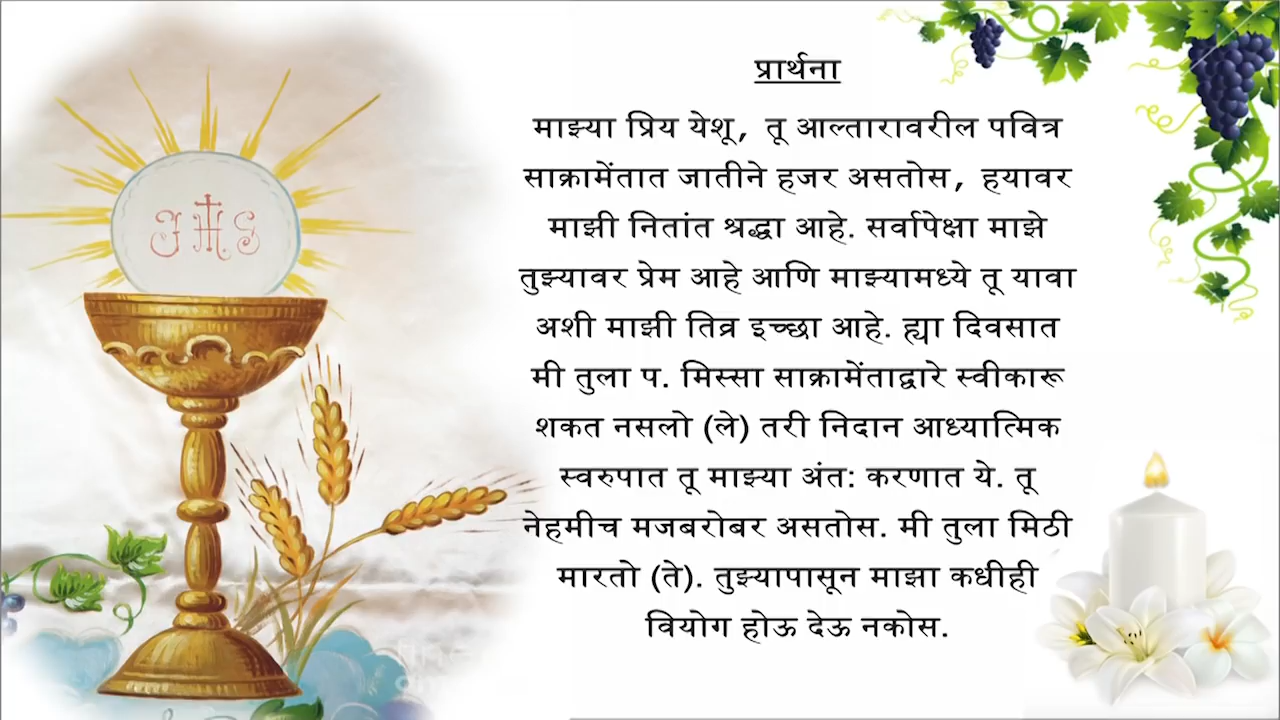 प्रार्थना
माझ्या प्रिय येशू, तू आल्तारावरील पवित्र
साक्रामेंतात जातीने हजर असतोस, हयावर
माझी नितांत श्रद्धा आहे. सर्वापेक्षा माझे
तुझ्यावर प्रेम आहे आणि माझ्यामध्ये तू यावा
अशी माझी तिव्र इच्छा आहे. ह्या दिवसात
मी तुला प. मिस्सा साक्रामेंताद्वारे स्वीकारू
शकत नसलो (ले) तरी निदान आध्यात्मिक
स्वरुपात तू माझ्या अंत: करणात ये. तू
नेहमीच मजबरोबर असतोस. मी तुला मिठी
मारतो (ते). तुझ्यापासून माझा कधीही
वियोग होऊ देऊ नकोस.
JHS